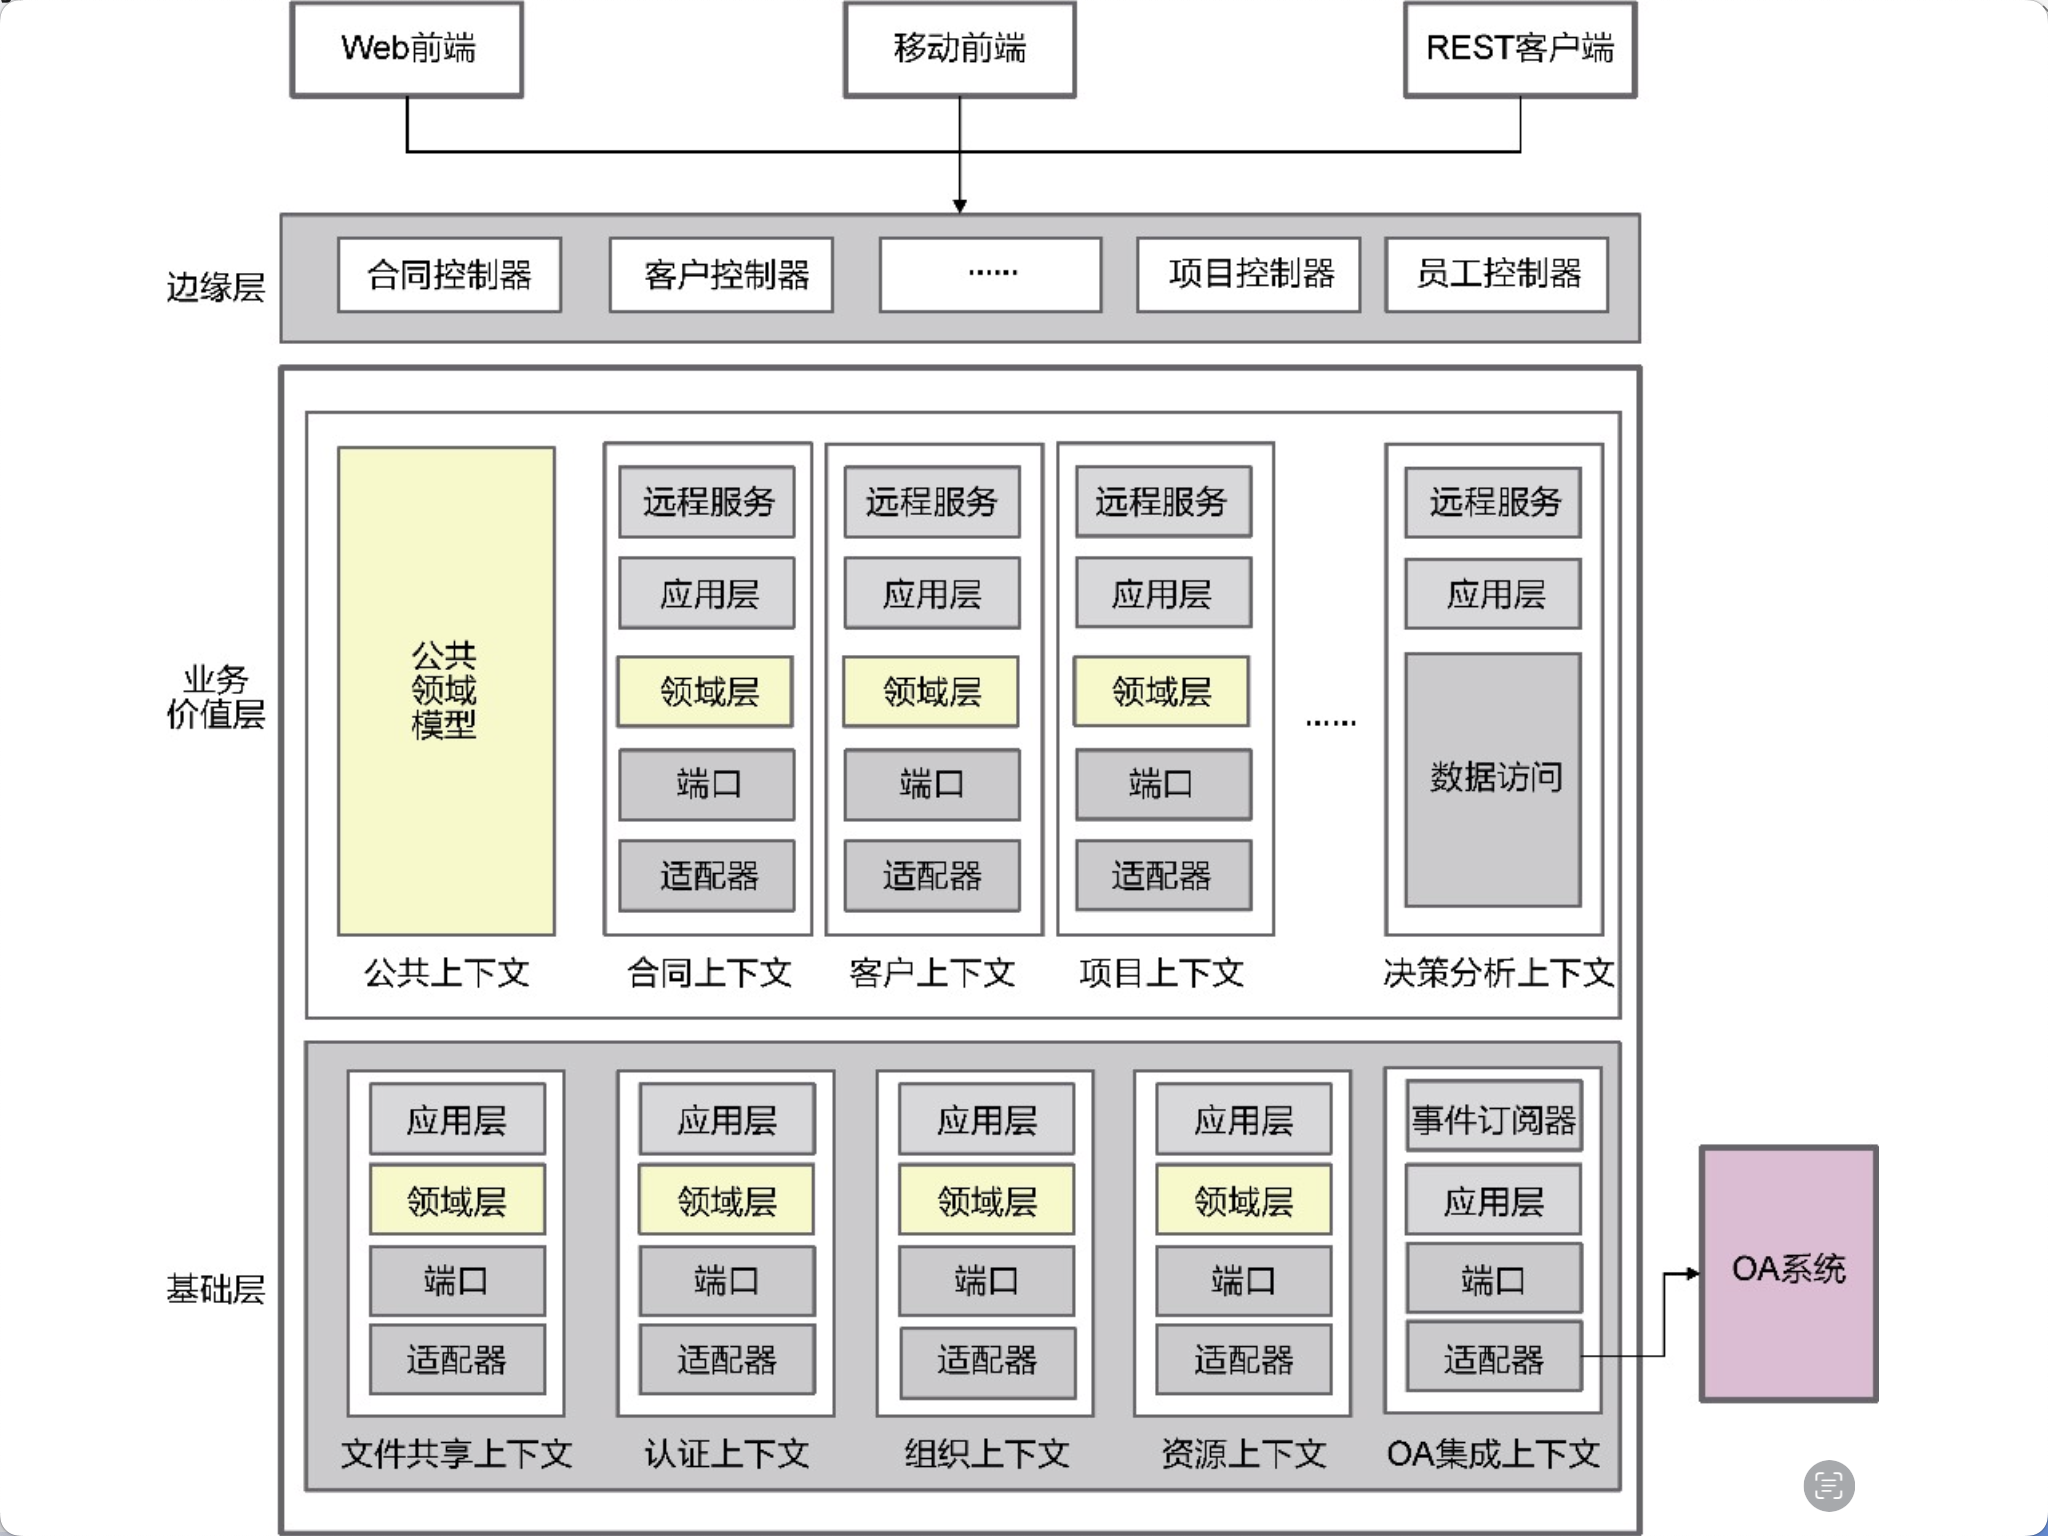 Web前端
移动前端
REST客户端
边缘层
合同控制器
客户控制器
······
项目控制器
员工控制器
业务
价值层
公共
领域
模型
公共上下文
远程服务
应用层
领域层
端口
适配器
合同上下文
远程服务
应用层
领域层
端口
适配器
客户上下文
远程服务
应用层
领域层
端口
适配器
项目上下文
······
远程服务
应用层
数据访问
决策分析上下文
基础层
应用层
领域层
端口
适配器
文件共享上下文
应用层
领域层
端口
适配器
认证上下文
应用层
领域层
端口
适配器
组织上下文
应用层
领域层
端口
适配器
资源上下文
事件订阅器
应用层
端口
适配器
OA集成上下文
OA系统